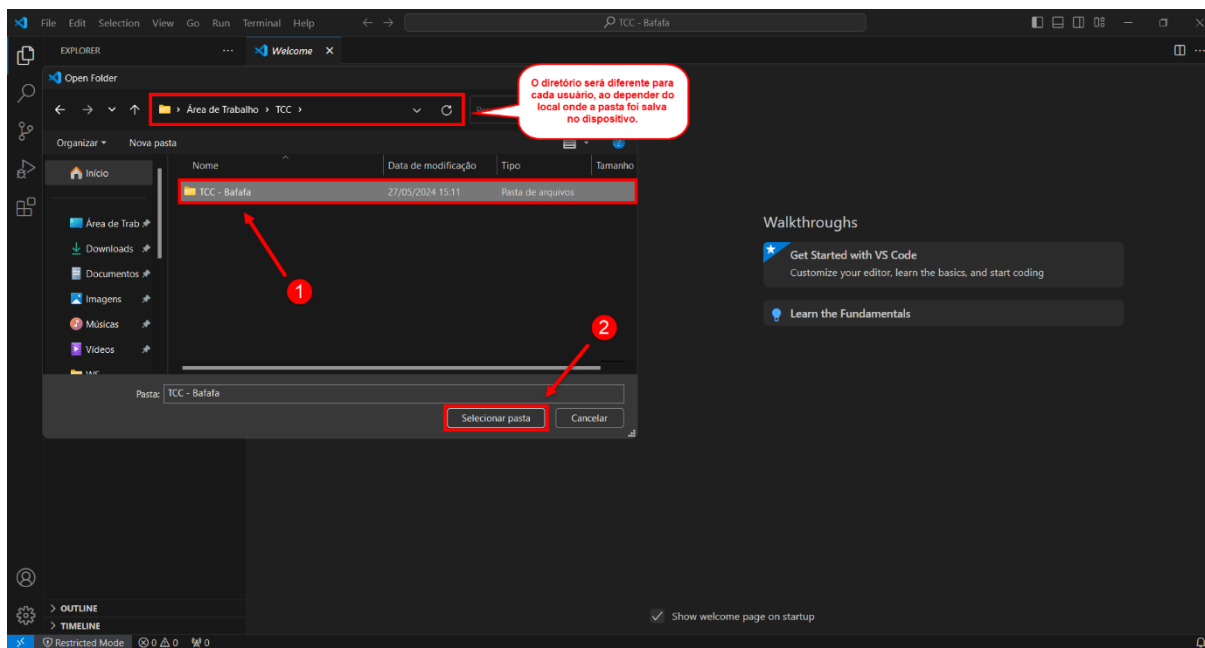 File Edit Selection View Go Run Terminal Help
TCC - Bafafa
EXPLORER
Welcome
Open Folder
O diretório será diferente para
cada usuário, ao depender do
local onde a pasta foi salva
no dispositivo.
Área de Trabalho > TCC >
Organizar Nova pasta
Nome Data de modificação Tipo Tamanho
TCC - Bafafa 27/05/2024 15:11 Pasta de arquivos
Início
Área de Trab
Downloads
Documentos
Imagens
Músicas
Vídeos
1
2
Pasta: TCC - Bafafa
Selecionar pasta Cancelar
Walkthroughs
Get Started with VS Code
Customize your editor, learn the basics, and start coding
Learn the Fundamentals
OUTLINE
TIMELINE
Show welcome page on startup
Restricted Mode 0 0 0